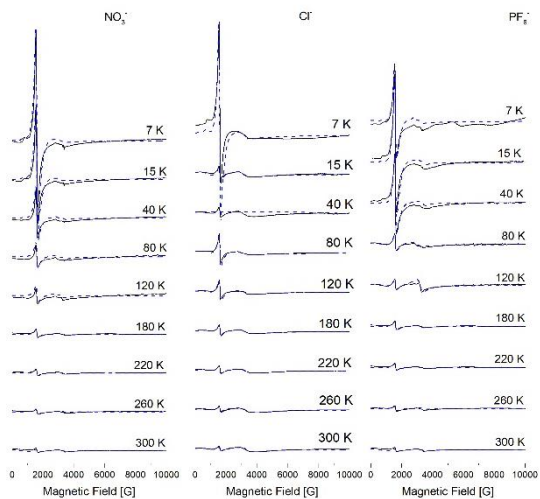 NO₃⁻ Cl⁻ PF₆⁻
7 K 7 K 7 K
15 K 15 K 15 K
40 K 40 K 40 K
80 K 80 K 80 K
120 K 120 K 120 K
180 K 180 K 180 K
220 K 220 K 220 K
260 K 260 K 260 K
300 K 300 K 300 K
0 2000 4000 6000 8000 10000 0 2000 4000 6000 8000 10000 0 2000 4000 6000 8000 10000
Magnetic Field [G] Magnetic Field [G] Magnetic Field [G]